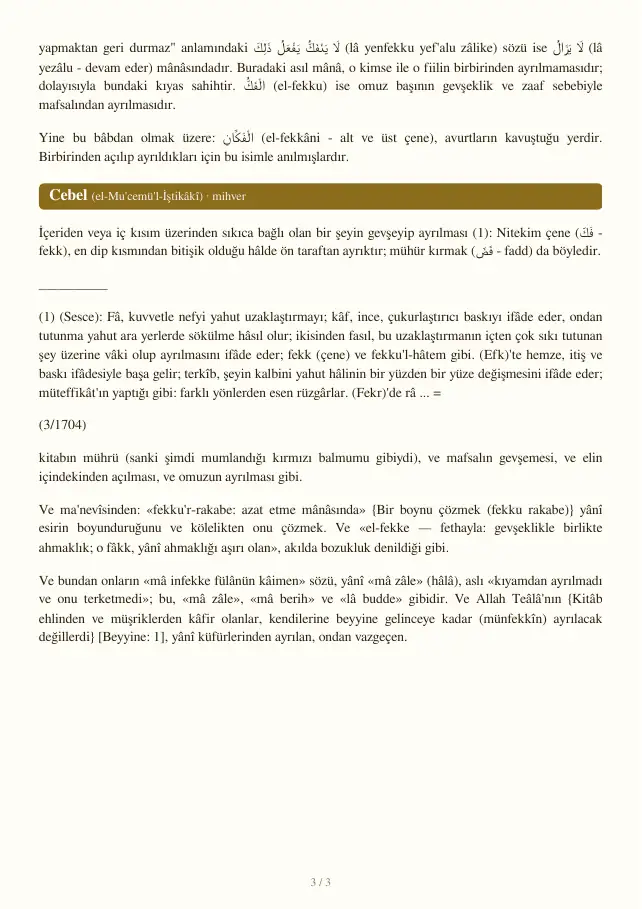 yapmaktan geri durmaz" anlamındaki لَا يَنْفَكُّ يَفْعَلُ ذَلِكَ (lâ yenfekku yef'alu zâlike) sözü ise لَا يَزَالُ (lâ
yezâlu - devam eder) mânâsındadır. Buradaki asıl mânâ, o kimse ile o fiilin birbirinden ayrılmamasıdır;
dolayısıyla bundaki kıyas sahihtir. الْفَكُّ (el-fekku) ise omuz başının gevşeklik ve zaaf sebebiyle
mafsalından ayrılmasıdır.
Yine bu bâbdan olmak üzere: الْفَكَّانِ (el-fekkâni - alt ve üst çene), avurtların kavuştuğu yerdir.
Birbirinden açılıp ayrıldıkları için bu isimle anılmışlardır.
Cebel (el-Mu'cemü'l-İştikâkî) · mihver
İçeriden veya iç kısım üzerinden sıkıca bağlı olan bir şeyin gevşeyip ayrılması (1): Nitekim çene (فَكّ -
fekk), en dip kısmından bitişik olduğu hâlde ön taraftan ayrıktır; mühür kırmak (فَضّ - fadd) da böyledir.
__________
(1) (Sesce): Fâ, kuvvetle nefyi yahut uzaklaştırmayı; kâf, ince, çukurlaştırıcı baskıyı ifâde eder, ondan
tutunma yahut ara yerlerde sökülme hâsıl olur; ikisinden fasıl, bu uzaklaştırmanın içten çok sıkı tutunan
şey üzerine vâki olup ayrılmasını ifâde eder; fekk (çene) ve fekku'l-hâtem gibi. (Efk)'te hemze, itiş ve
baskı ifâdesiyle başa gelir; terkîb, şeyin kalbini yahut hâlinin bir yüzden bir yüze değişmesini ifâde eder;
müteffikât'ın yaptığı gibi: farklı yönlerden esen rüzgârlar. (Fekr)'de râ ... =
(3/1704)
kitabın mührü (sanki şimdi mumlandığı kırmızı balmumu gibiydi), ve mafsalın gevşemesi, ve elin
içindekinden açılması, ve omuzun ayrılması gibi.
Ve ma'nevîsinden: «fekku'r-rakabe: azat etme mânâsında» {Bir boynu çözmek (fekku rakabe)} yânî
esirin boyunduruğunu ve kölelikten onu çözmek. Ve «el-fekke — fethayla: gevşeklikle birlikte
ahmaklık; o fâkk, yânî ahmaklığı aşırı olan», akılda bozukluk denildiği gibi.
Ve bundan onların «mâ infekke fülânün kâimen» sözü, yânî «mâ zâle» (hâlâ), aslı «kıyamdan ayrılmadı
ve onu terketmedi»; bu, «mâ zâle», «mâ berih» ve «lâ budde» gibidir. Ve Allah Teâlâ'nın {Kitâb
ehlinden ve müşriklerden kâfir olanlar, kendilerine beyyine gelinceye kadar (münfekkîn) ayrılacak
değillerdi} [Beyyine: 1], yânî küfürlerinden ayrılan, ondan vazgeçen.
3 / 3